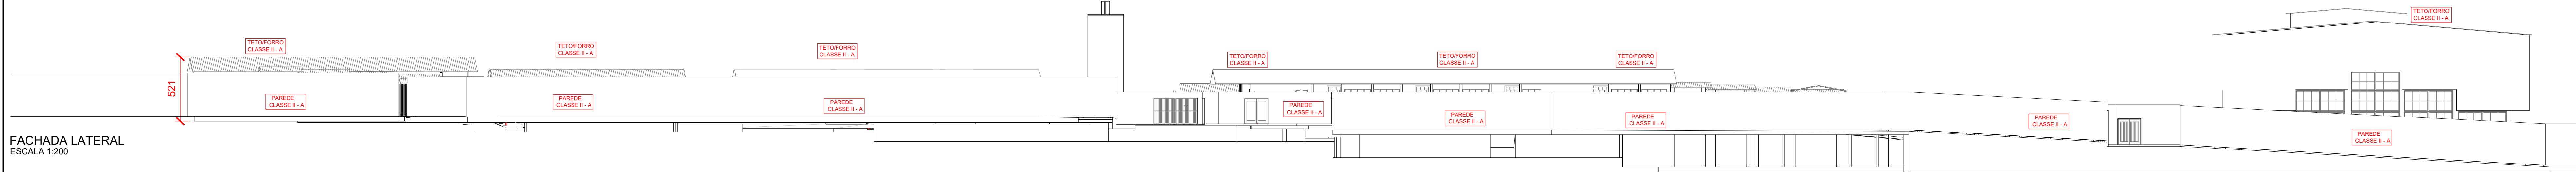 TETO/FORRO
CLASSE II - A
TETO/FORRO
CLASSE II - A
TETO/FORRO
CLASSE II - A
TETO/FORRO
CLASSE II - A
TETO/FORRO
CLASSE II - A
TETO/FORRO
CLASSE II - A
TETO/FORRO
CLASSE II - A
521
PAREDE
CLASSE II - A
PAREDE
CLASSE II - A
PAREDE
CLASSE II - A
PAREDE
CLASSE II - A
PAREDE
CLASSE II - A
PAREDE
CLASSE II - A
PAREDE
CLASSE II - A
PAREDE
CLASSE II - A
FACHADA LATERAL
ESCALA 1:200